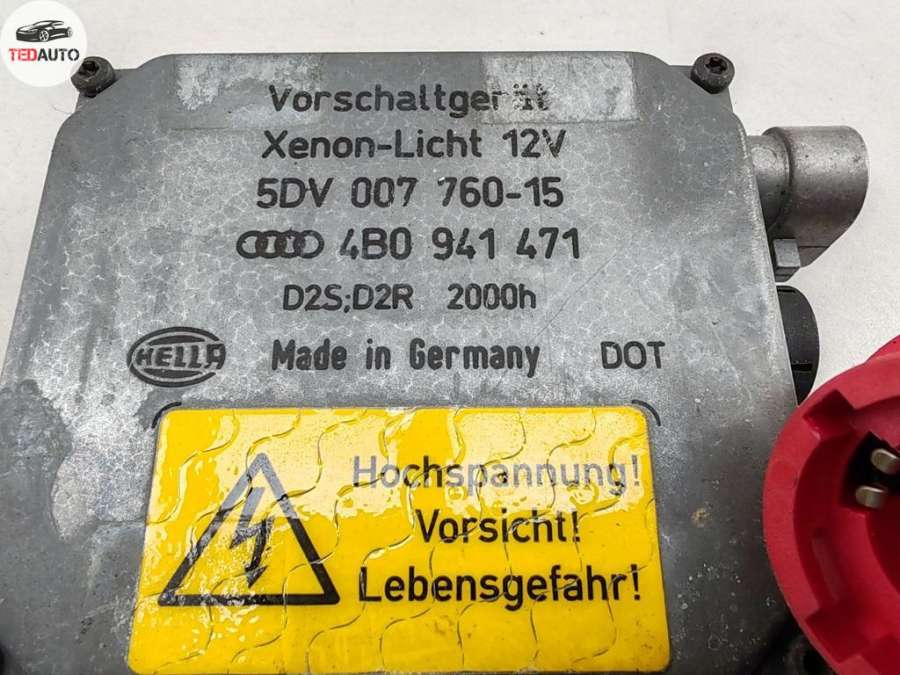 TEDAUTO
Vorschaltgerät
Xenon-Licht 12V
5DV 007 760-15
4B0 941 471
D2S;D2R 2000h
HELLA Made in Germany DOT
Hochspannung!
Vorsicht!
Lebensgefahr!